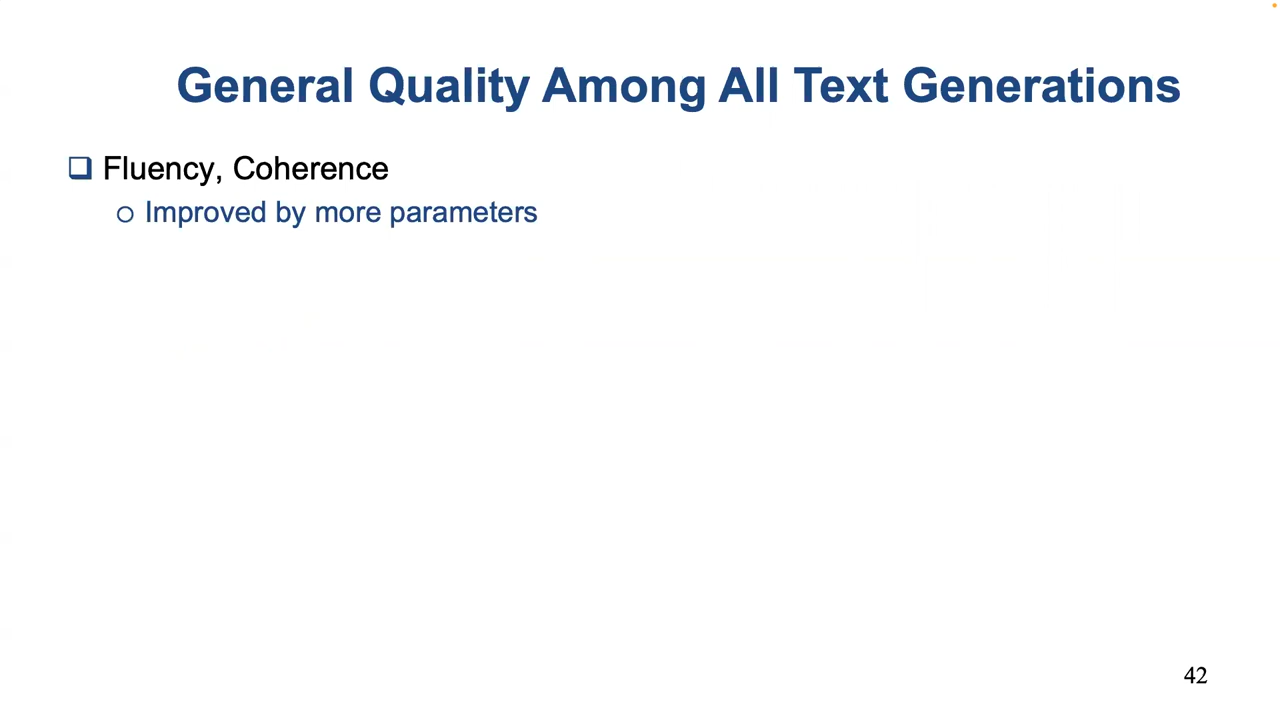 General Quality Among All Text Generations
Fluency, Coherence
Improved by more parameters
42